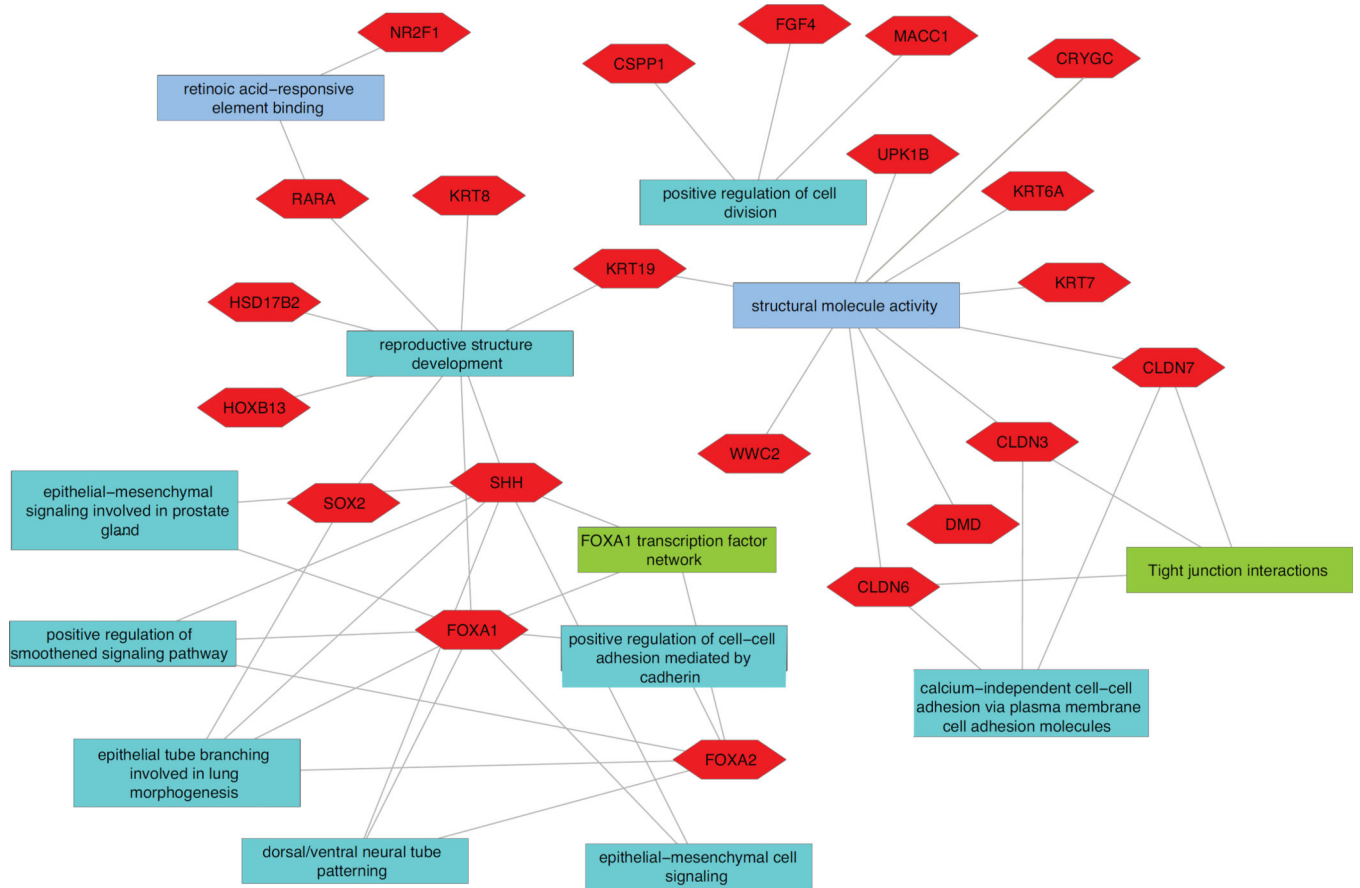 NR2F1
FGF4
MACC1
CSPP1
CRYGC
retinoic acid–responsive
element binding
UPK1B
RARA
KRT8
positive regulation of cell
division
KRT6A
KRT19
HSD17B2
structural molecule activity
KRT7
reproductive structure
development
CLDN7
HOXB13
WWC2
CLDN3
epithelial–mesenchymal
signaling involved in prostate
gland
SOX2
SHH
DMD
FOXA1 transcription factor
network
Tight junction interactions
CLDN6
positive regulation of
smoothened signaling pathway
FOXA1
positive regulation of cell–cell
adhesion mediated by
cadherin
calcium–independent cell–cell
adhesion via plasma membrane
cell adhesion molecules
epithelial tube branching
involved in lung
morphogenesis
FOXA2
dorsal/ventral neural tube
patterning
epithelial–mesenchymal cell
signaling